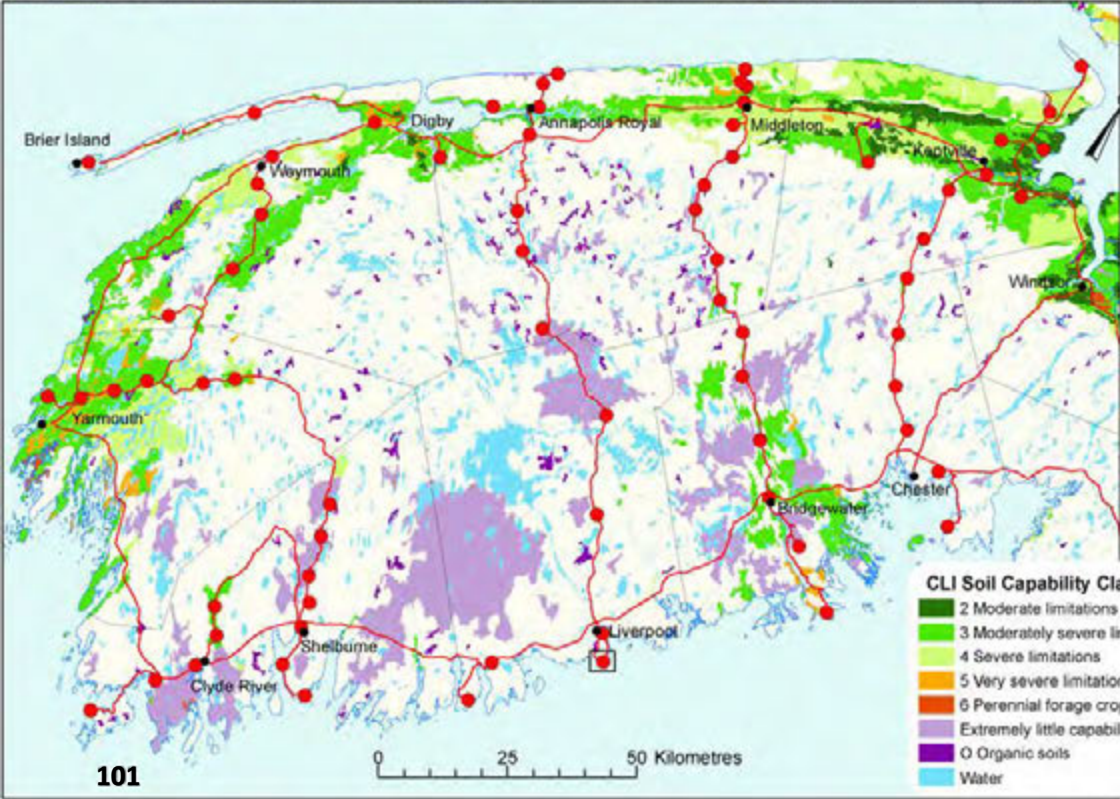 Brier Island
Digby
Annapolis Royal
Middleton
Kentville
Weymouth
Windsor
Yarmouth
Chester
Bridgewater
Liverpool
Shelburne
Clyde River
CLI Soil Capability Cla
2 Moderate limitations
3 Moderately severe li
4 Severe limitations
5 Very severe limitation
6 Perennial forage cro
Extremely little capabil
O Organic soils
Water
0 25 50 Kilometres
101